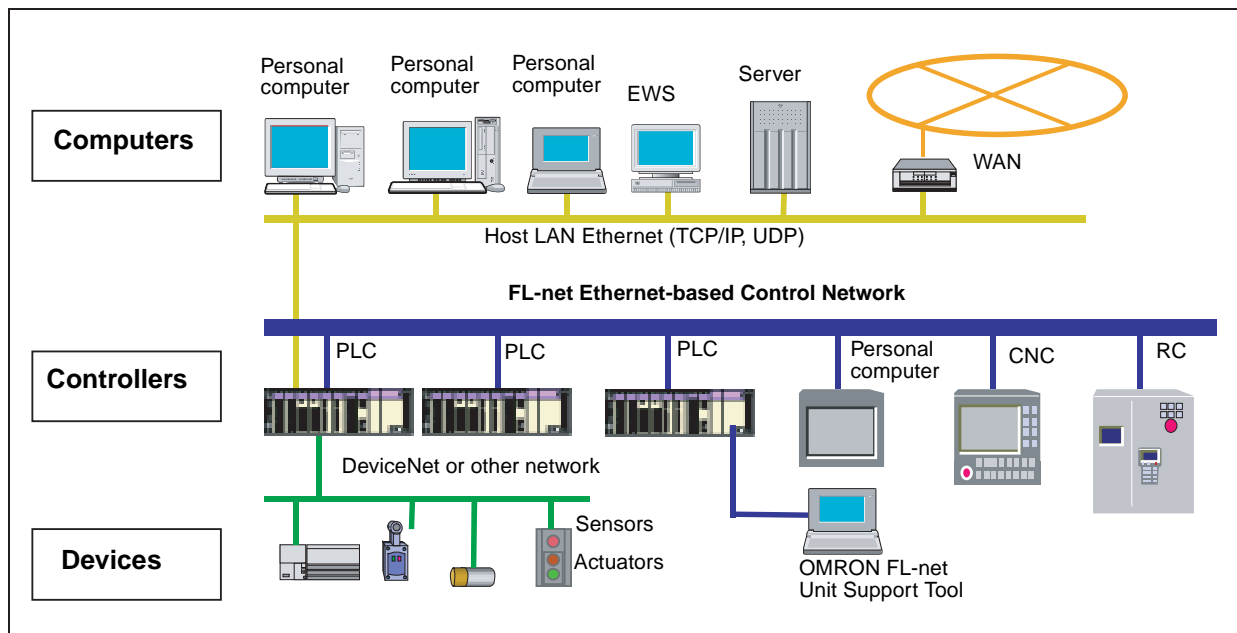 Personal
computer
Personal
computer
Personal
computer
EWS
Server
Computers
WAN
Host LAN Ethernet (TCP/IP, UDP)
FL-net Ethernet-based Control Network
PLC
PLC
PLC
Personal
computer
CNC
RC
Controllers
DeviceNet or other network
Sensors
Actuators
Devices
OMRON FL-net
Unit Support Tool